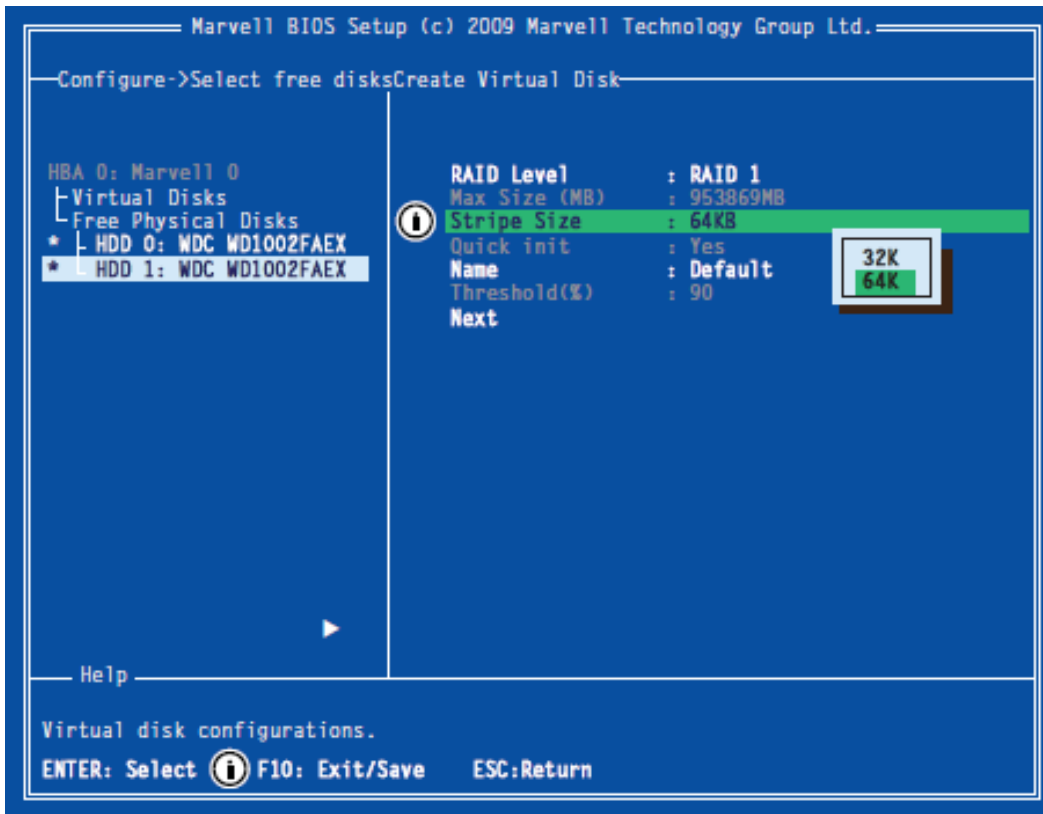 Marvell BIOS Setup (c) 2009 Marvell Technology Group Ltd.
Configure->Select free disksCreate Virtual Disk
HBA 0: Marvell 0
Virtual Disks
Free Physical Disks
* HDD 0: WDC WD1002FAEX
* HDD 1: WDC WD1002FAEX
RAID Level : RAID 1
Max Size (MB) : 953869MB
Stripe Size : 64KB
Quick init : Yes
Name : Default
Threshold(%) : 90
Next
32K
64K
Help
Virtual disk configurations.
ENTER: Select F10: Exit/Save ESC:Return